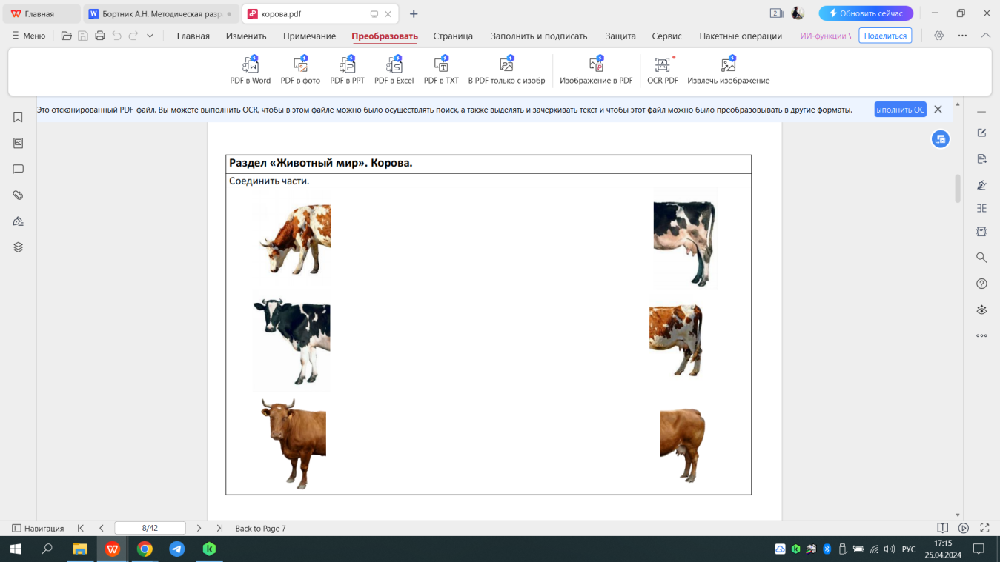 Главная
Бортник А.Н. Методическая разр
корова.pdf
2
Обновить сейчас
Меню
Главная
Изменить
Примечание
Преобразовать
Страница
Заполнить и подписать
Защита
Сервис
Пакетные операции
ИИ-функции \
Поделиться
PDF в Word
PDF в фото
PDF в PPT
PDF в Excel
PDF в TXT
В PDF только с изобр
Изображение в PDF
OCR PDF
Извлечь изображение
Это отсканированный PDF-файл. Вы можете выполнить OCR, чтобы в этом файле можно было осуществлять поиск, а также выделять и зачеркивать текст и чтобы этот файл можно было преобразовывать в другие форматы.
ыполнить ОС
Раздел «Животный мир». Корова.
Соединить части.
Навигация
8/42
Back to Page 7
РУС
17:15
25.04.2024